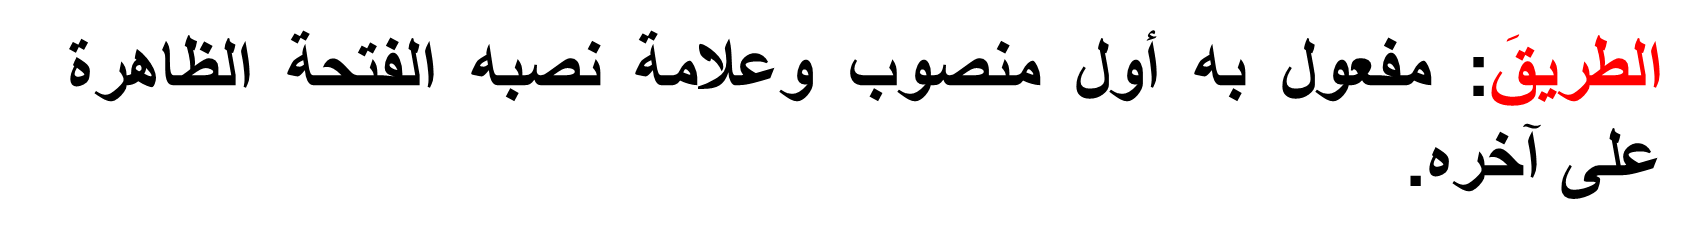 الطريقَ: مفعول به أول منصوب وعلامة نصبه الفتحة الظاهرة
على آخره.